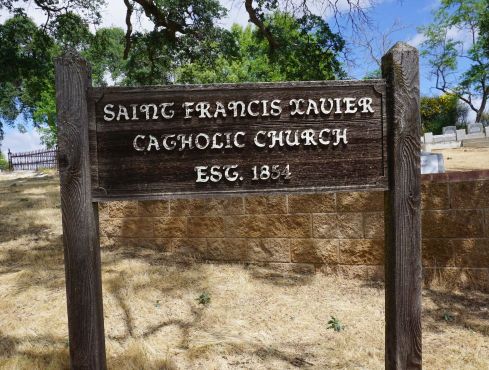 SAINT FRANCIS XAVIER
CATHOLIC CHURCH
EST. 1854